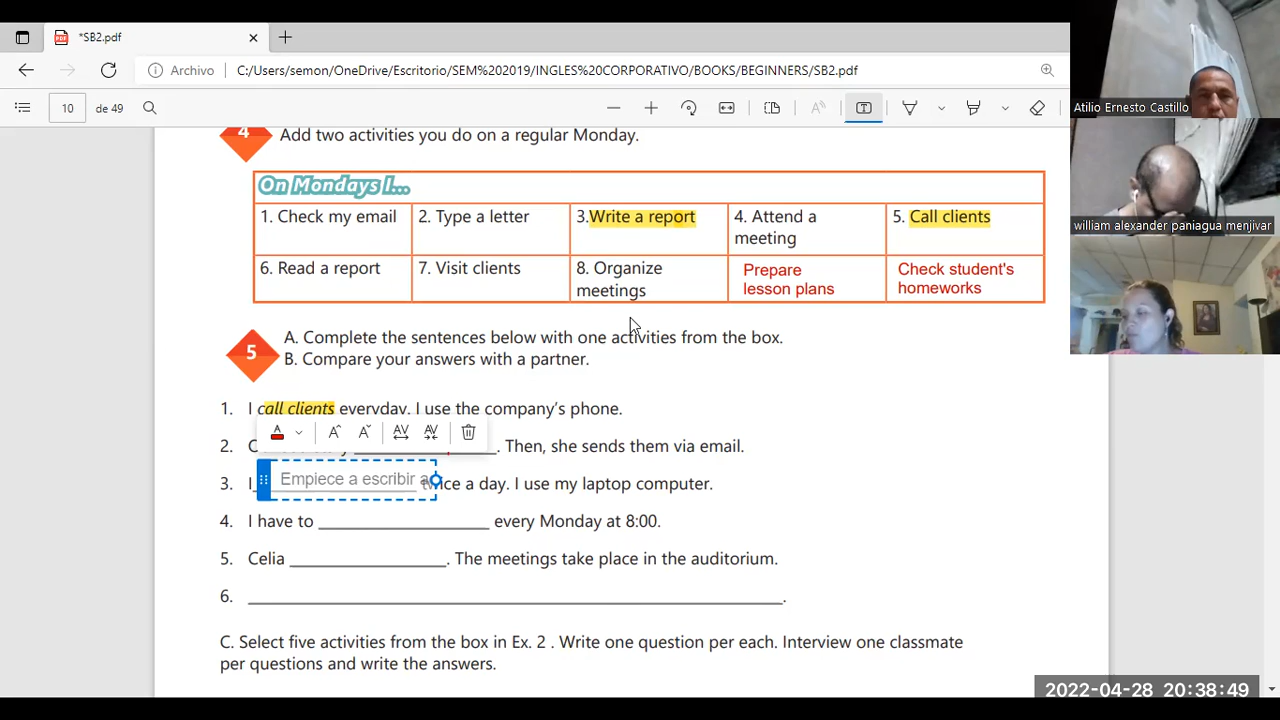 *SB2.pdf
Archivo
C:/Users/semon/OneDrive/Escritorio/SEM%202019/INGLES%20CORPORATIVO/BOOKS/BEGINNERS/SB2.pdf
10 de 49
4 Add two activities you do on a regular Monday.
On Mondays I...
1. Check my email 2. Type a letter 3.Write a report 4. Attend a meeting 5. Call clients
6. Read a report 7. Visit clients 8. Organize meetings Prepare lesson plans Check student's homeworks
5 A. Complete the sentences below with one activities from the box.
B. Compare your answers with a partner.
1. I call clients everyday. I use the company's phone.
2. Then, she sends them via email.
3. I Empiece a escribir a twice a day. I use my laptop computer.
4. I have to ____________________ every Monday at 8:00.
5. Celia __________________. The meetings take place in the auditorium.
6. ____________________________________________.
C. Select five activities from the box in Ex. 2 . Write one question per each. Interview one classmate
per questions and write the answers.
Atilio Ernesto Castillo
william alexander paniagua menjivar
2022-04-28 20:38:49